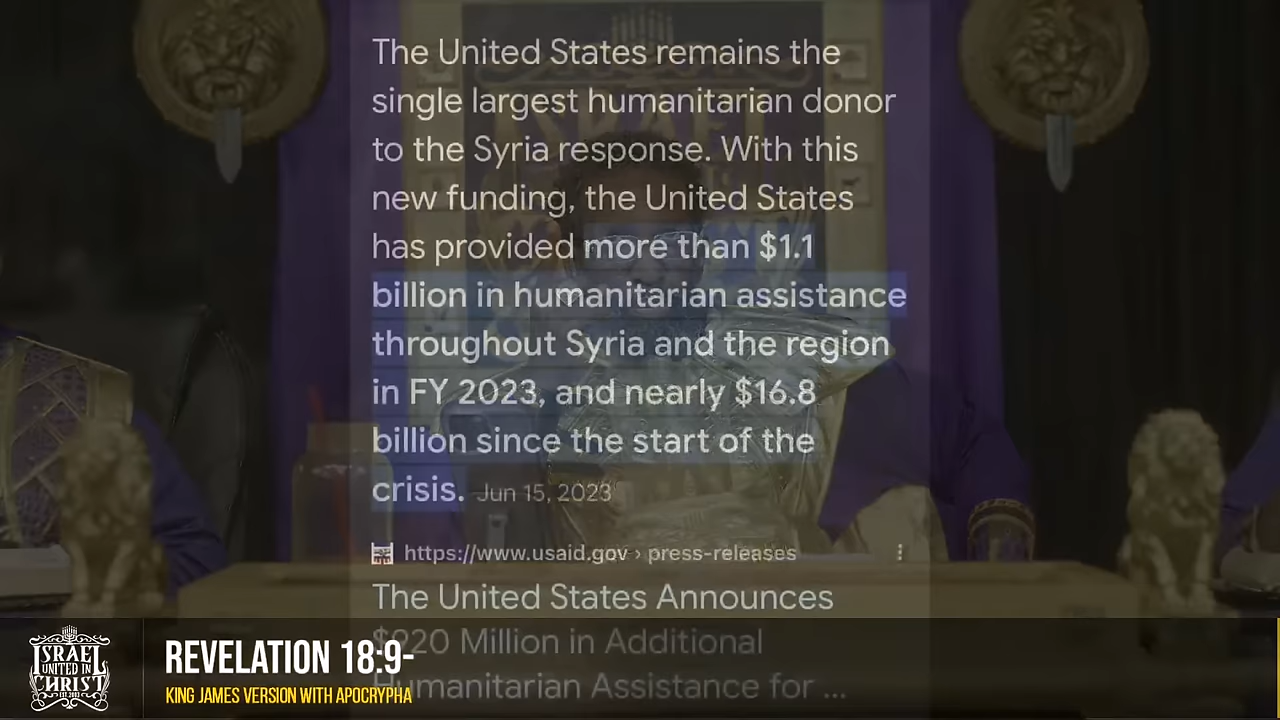 The United States remains the
single largest humanitarian donor
to the Syria response. With this
new funding, the United States
has provided more than $1.1
billion in humanitarian assistance
throughout Syria and the region
in FY 2023, and nearly $16.8
billion since the start of the
crisis. Jun 15, 2023
https://www.usaid.gov › press-releases
The United States Announces
$920 Million in Additional
Humanitarian Assistance for ...
ISRAEL
UNITED IN
CHRIST
EST 2003
REVELATION 18:9-
KING JAMES VERSION WITH APOCRYPHA